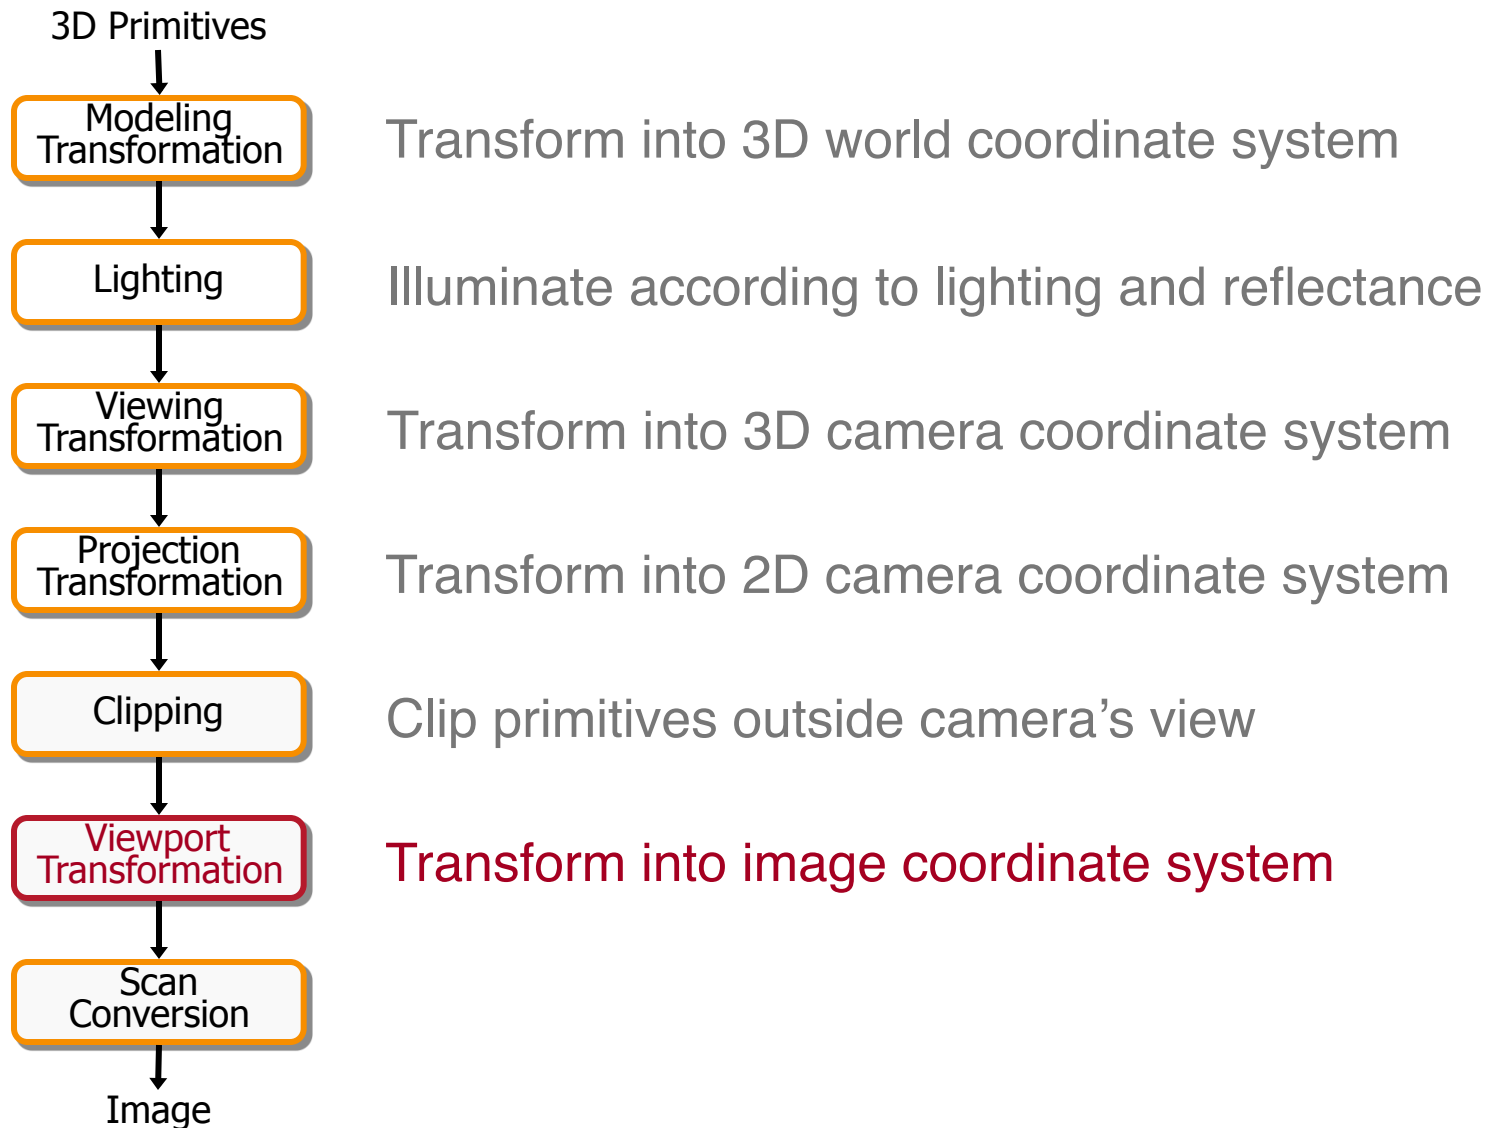 3D Primitives
Modeling
Transformation
Transform into 3D world coordinate system
Lighting
Illuminate according to lighting and reflectance
Viewing
Transformation
Transform into 3D camera coordinate system
Projection
Transformation
Transform into 2D camera coordinate system
Clipping
Clip primitives outside camera’s view
Viewport
Transformation
Transform into image coordinate system
Scan
Conversion
Image